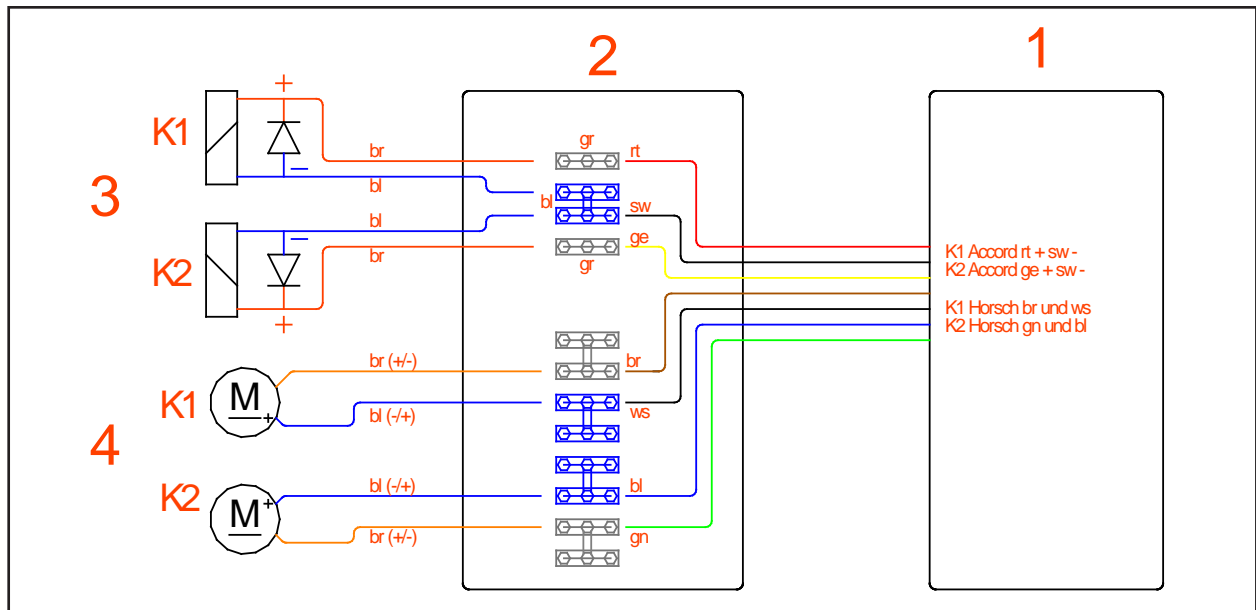 2
1
+
K1
br
gr
rt
–
bl
3
bl
sw
bl
–
ge
K2
br
gr
+
K1 Accord rt + sw -
K2 Accord ge + sw -
K1 Horsch br und ws
K2 Horsch gn und bl
br (+/-)
br
K1
M
+
bl (-/+)
ws
4
bl (-/+)
bl
K2
M
+
br (+/-)
gn